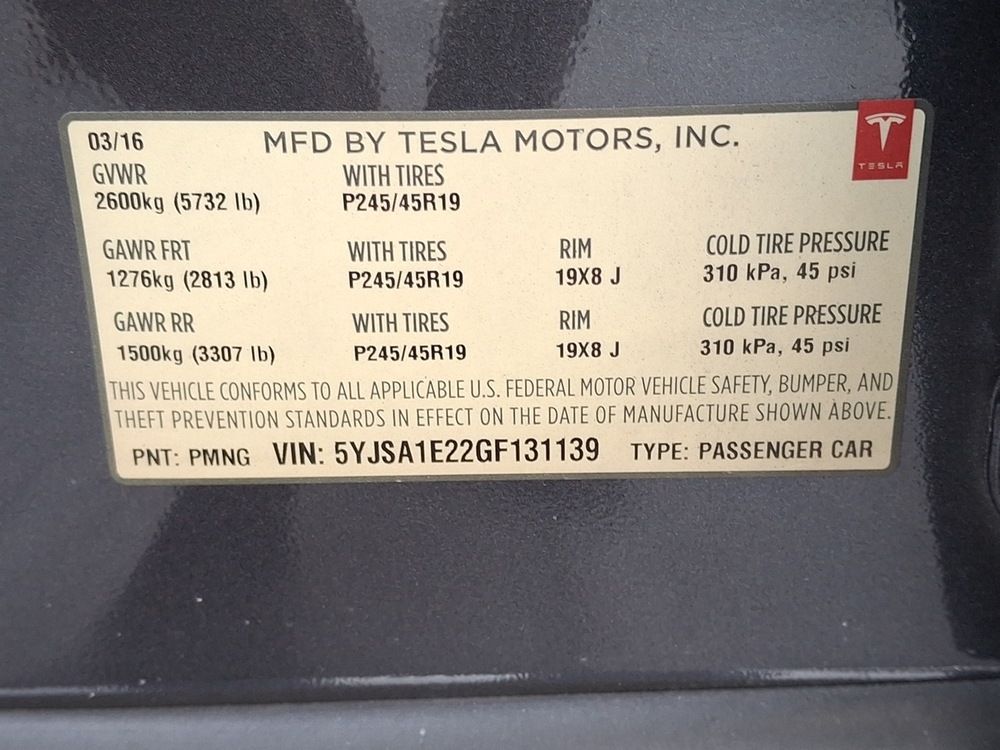 03/16 MFD BY TESLA MOTORS, INC.
TESLA
GVWR WITH TIRES
2600kg (5732 lb) P245/45R19
GAWR FRT WITH TIRES RIM COLD TIRE PRESSURE
1276kg (2813 lb) P245/45R19 19X8 J 310 kPa, 45 psi
GAWR RR WITH TIRES RIM COLD TIRE PRESSURE
1500kg (3307 lb) P245/45R19 19X8 J 310 kPa, 45 psi
THIS VEHICLE CONFORMS TO ALL APPLICABLE U.S. FEDERAL MOTOR VEHICLE SAFETY, BUMPER, AND
THEFT PREVENTION STANDARDS IN EFFECT ON THE DATE OF MANUFACTURE SHOWN ABOVE.
PNT: PMNG VIN: 5YJSA1E22GF131139 TYPE: PASSENGER CAR